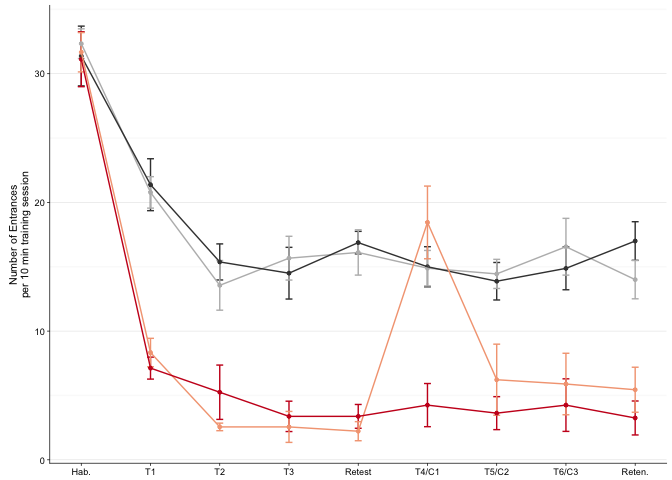 Number of Entrances
per 10 min training session
30
20
10
0
Hab. T1 T2 T3 Retest T4/C1 T5/C2 T6/C3 Reten.